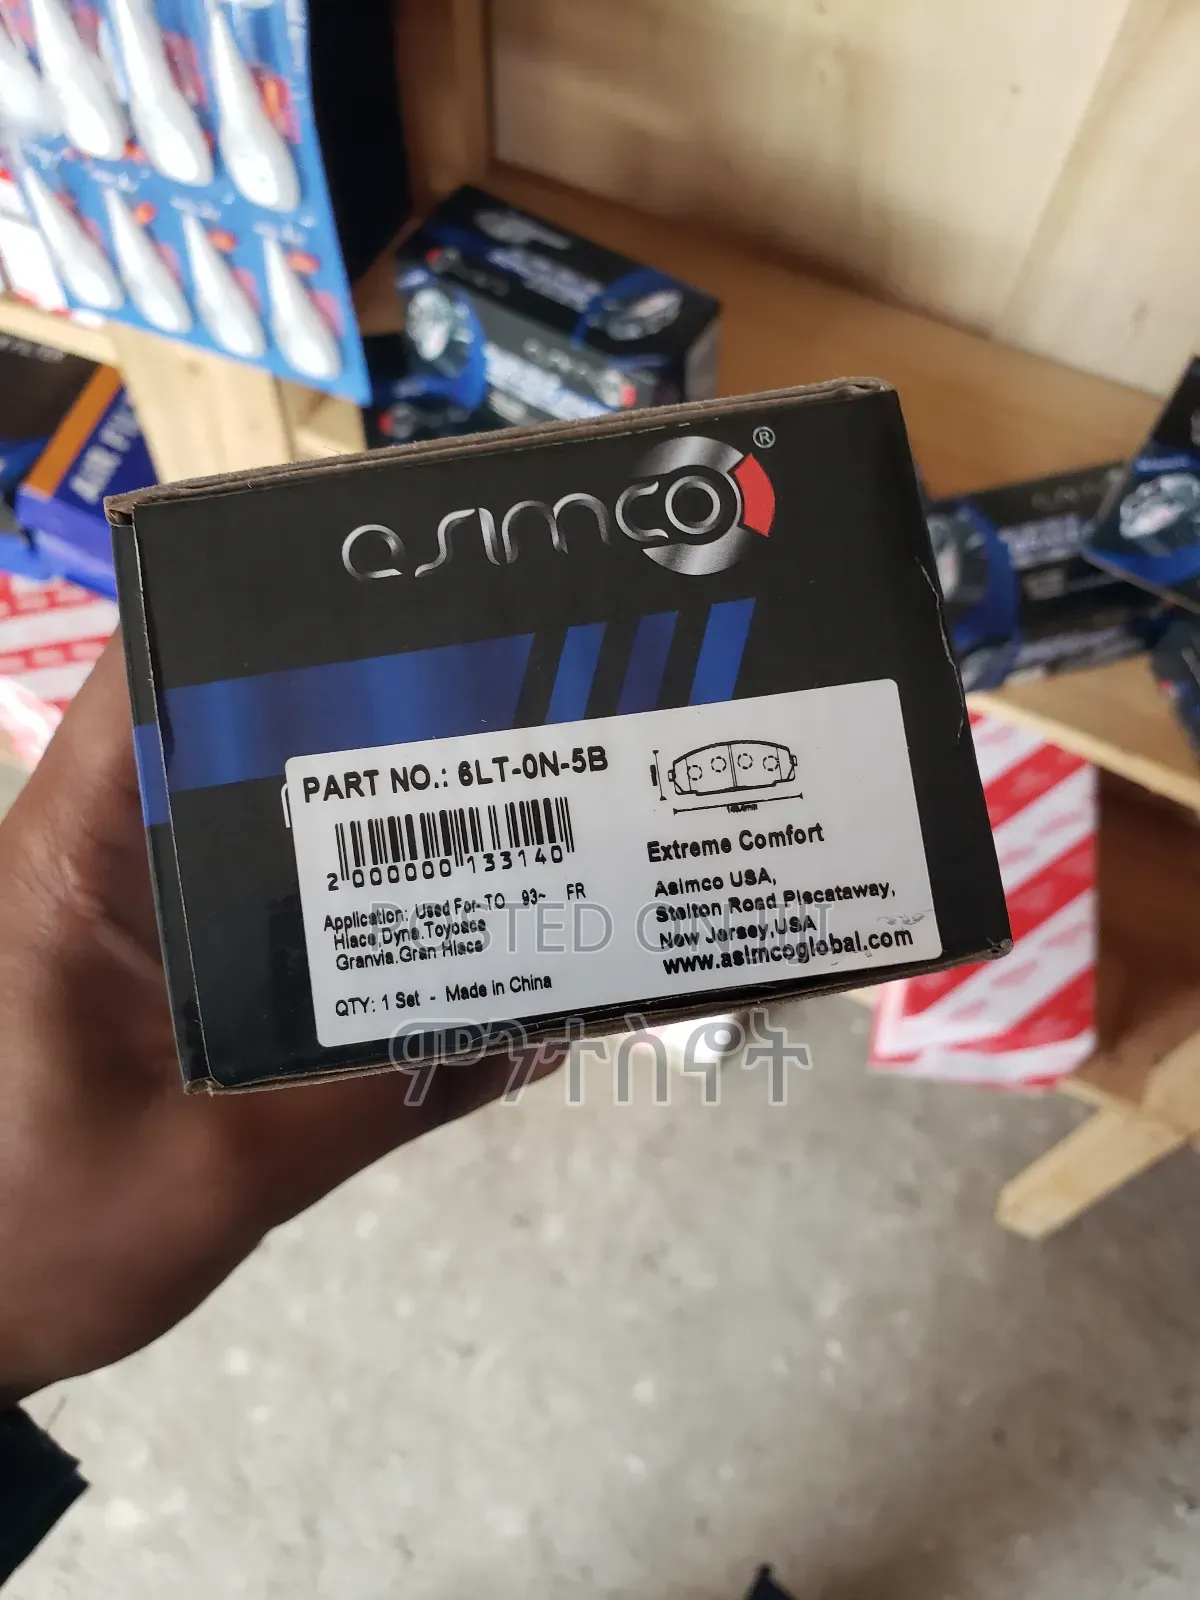 asimco®
PART NO.: 6LT-0N-5B
2 000000 133140
Application: Used For- TO 93~ FR
Hiace,Dyna,Toyoace
Granvia.Gran Hiace
QTY: 1 Set - Made in China
Extreme Comfort
Asimco USA,
Stelton Road Piscataway,
New Jersey,USA
www.asimcoglobal.com
POSTED ON JIJI
AIR